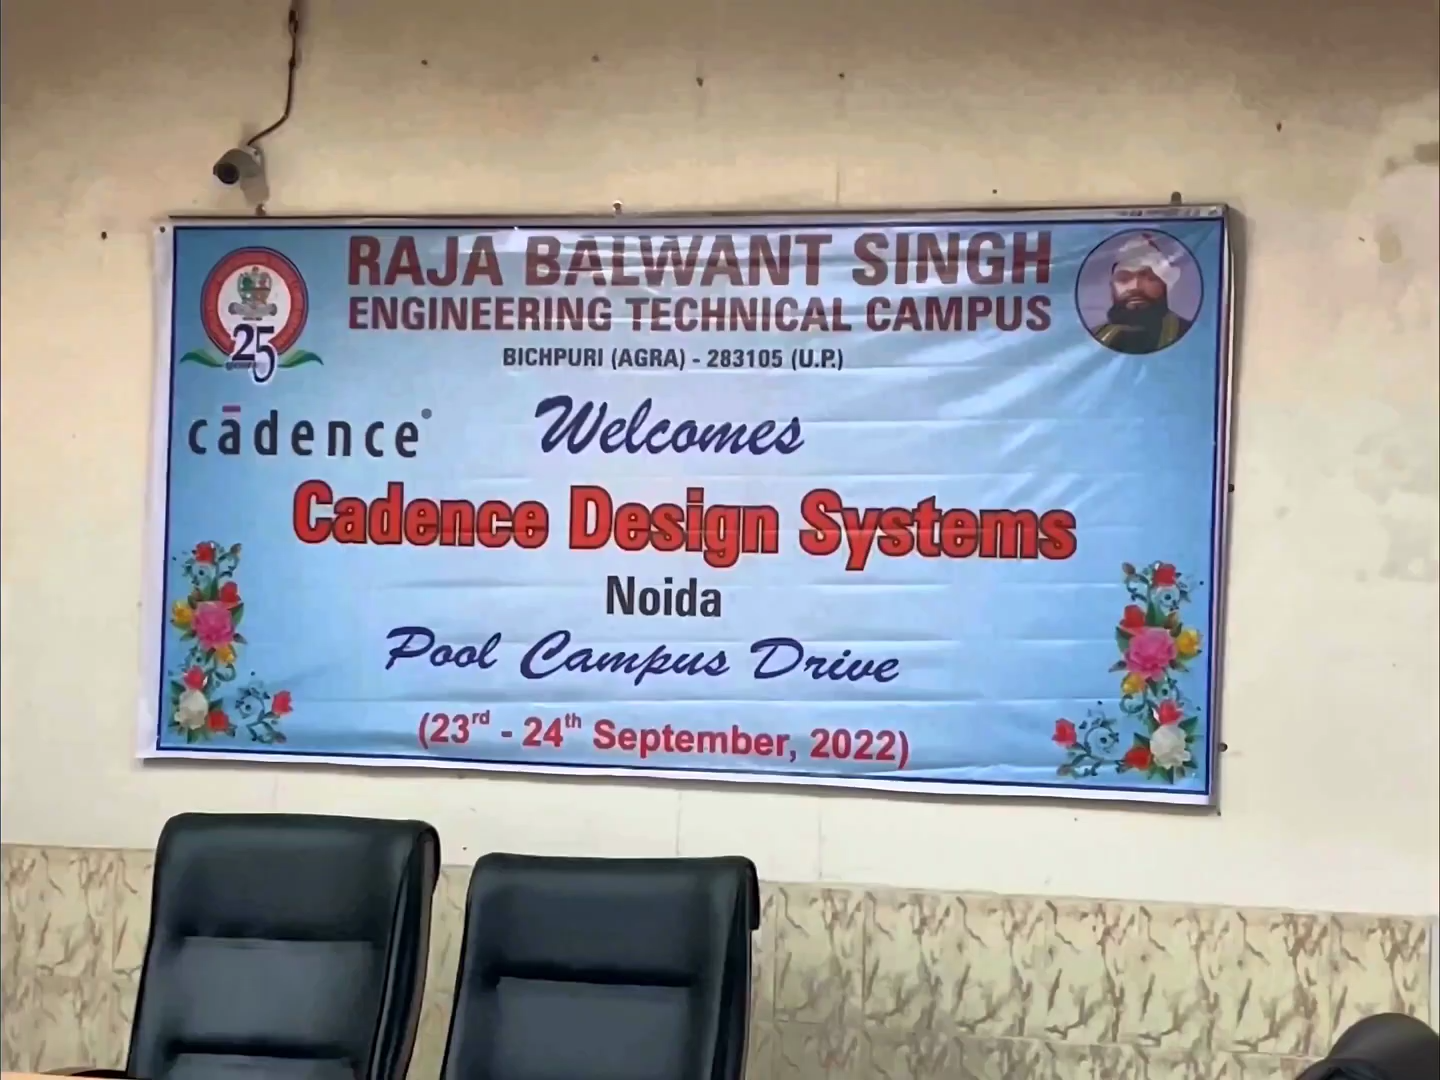 RAJA BALWANT SINGH
ENGINEERING TECHNICAL CAMPUS
BICHPURI (AGRA) - 283105 (U.P.)
25
cādence
Welcomes
Cadence Design Systems
Noida
Pool Campus Drive
(23rd - 24th September, 2022)